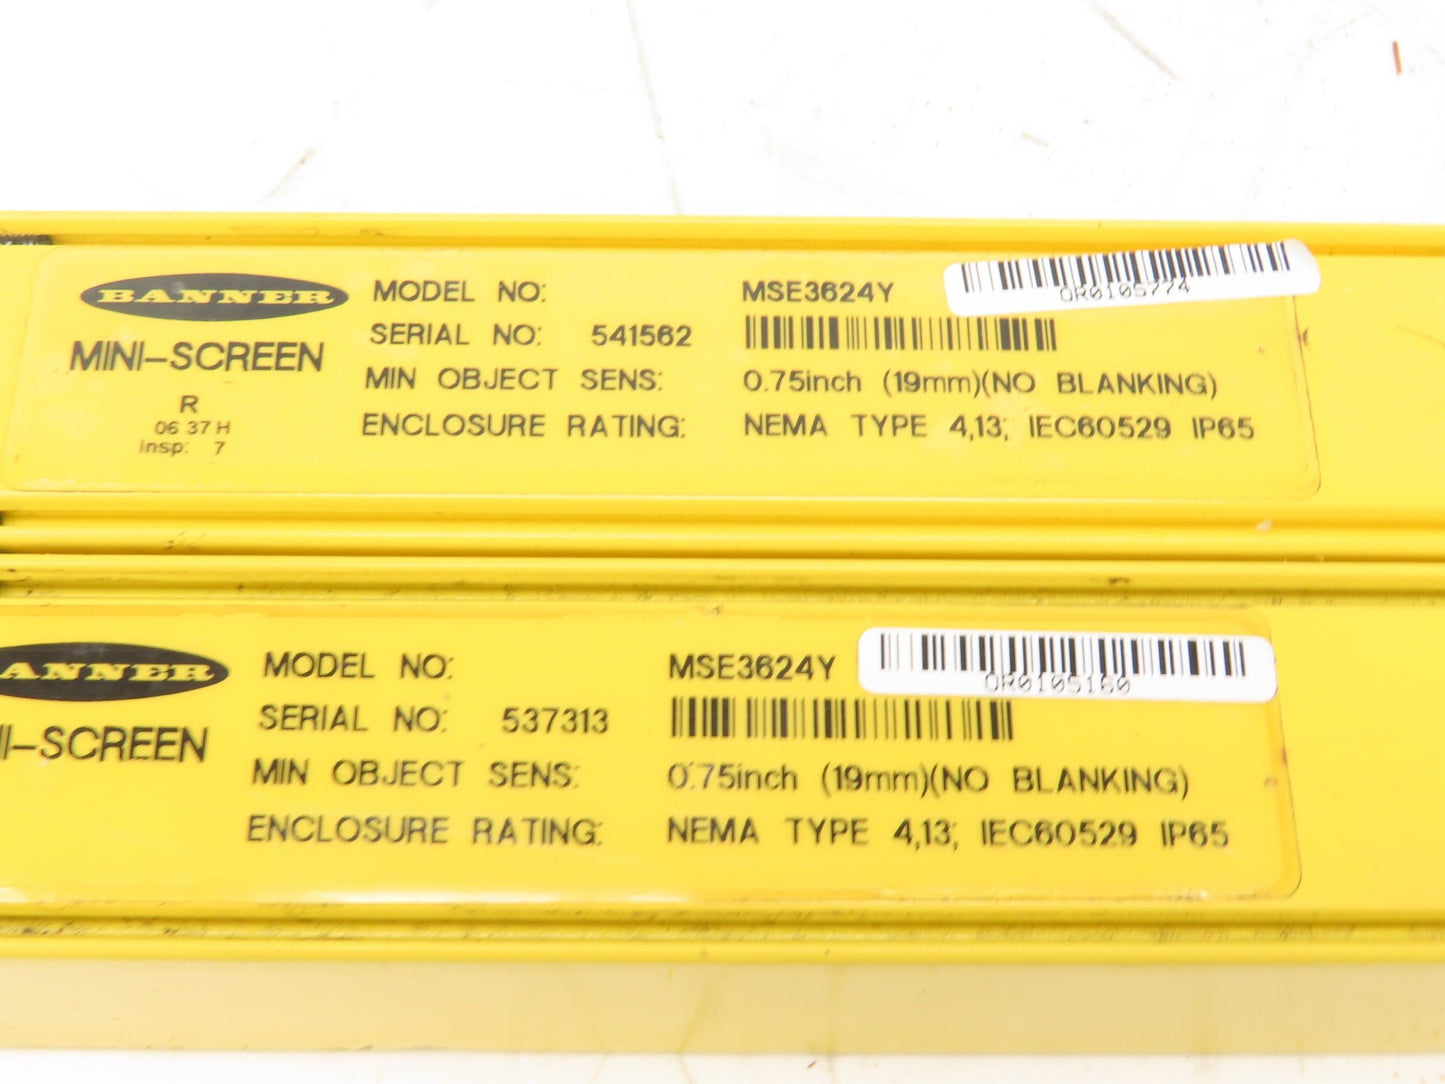 BANNER
MINI-SCREEN
R
06 37 H
Insp: 7
MODEL NO: MSE3624Y
SERIAL NO: 541562
MIN OBJECT SENS: 0.75inch (19mm)(NO BLANKING)
ENCLOSURE RATING: NEMA TYPE 4,13; IEC60529 IP65
OR0105774
ANNER
I-SCREEN
MODEL NO: MSE3624Y
SERIAL NO: 537313
MIN OBJECT SENS: 0.75inch (19mm)(NO BLANKING)
ENCLOSURE RATING: NEMA TYPE 4,13; IEC60529 IP65
OR0105160